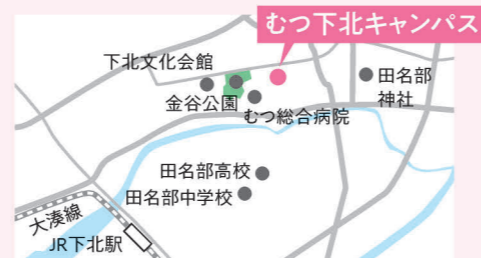 むつ下北キャンパス
下北文化会館
田名部
神社
金谷公園
むつ総合病院
田名部高校
田名部中学校
大湊線
JR下北駅